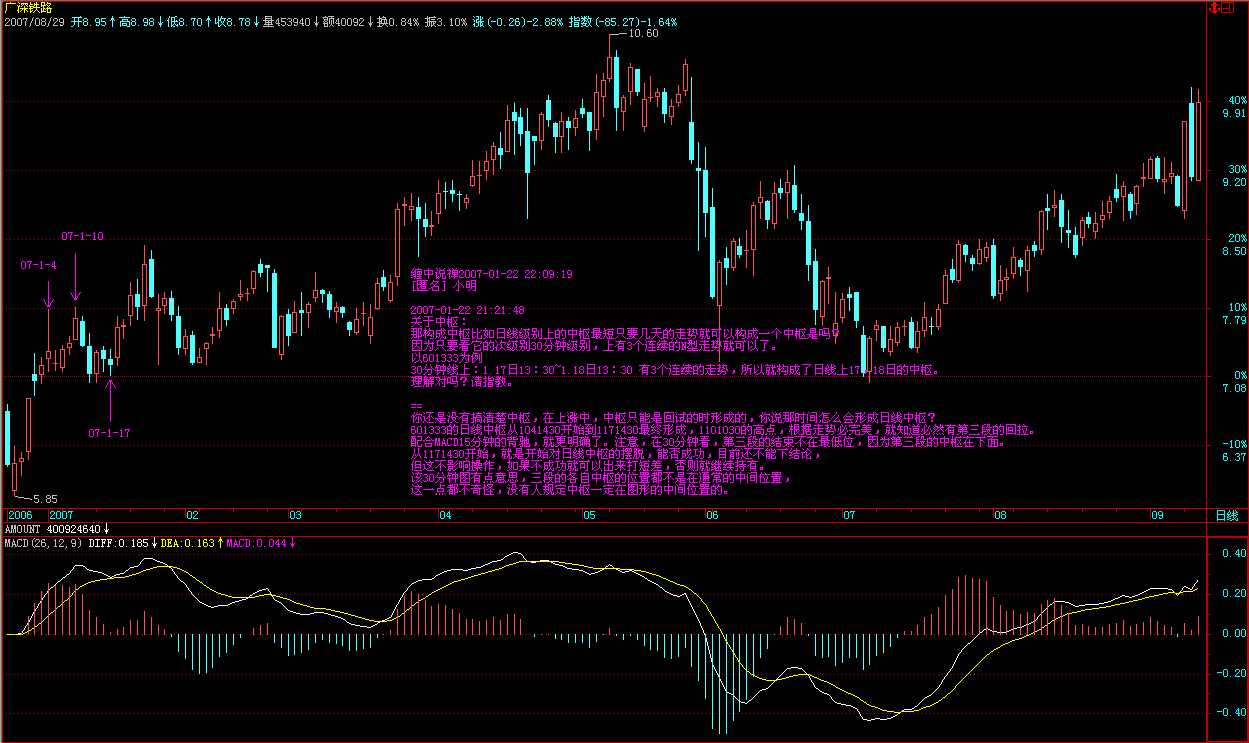 广深铁路
2007/08/29 开8.95↑高8.98↓低8.70↑收8.78↓量453940↓额40092↓换0.84% 振3.10% 涨(-0.26)-2.88% 指数(-85.27)-1.64%
10.60
40%
9.91
30%
9.20
07-1-10
20%
8.50
07-1-4
缠中说禅2007-01-22 22:09:19
[匿名] 小明
2007-01-22 21:21:48
10%
7.79
关于中枢：
那构成中枢比如日线级别上的中枢最短只要几天的走势就可以构成一个中枢是吗？
因为只要看它的次级别30分钟级别，上有3个连续的N型走势就可以了。
以601333为例
30分钟线上：1.17日13：30~1.18日13：30 有3个连续的走势，所以就构成了日线上17 18日的中枢。
0%
理解对吗？请指教。
7.08
==
你还是没有搞清楚中枢，在上涨中，中枢只能是回试的时形成的，你说那时间怎么会形成日线中枢？
601333的日线中枢从1041430开始到1171430最终形成，1101030的高点，根据走势必完美，就知道必然有第三段的回拉。
07-1-17
配合MACD15分钟的背驰，就更明确了。注意，在30分钟看，第三段的结束不在最低位，因为第三段的中枢在下面。
-10%
从1171430开始，就是开始对日线中枢的摆脱，能否成功，目前还不能下结论，
6.37
但这不影响操作，如果不成功就可以出来打短差，否则就继续持有。
该30分钟图有点意思，三段的各自中枢的位置都不是在通常的中间位置，
这一点都不奇怪，没有人规定中枢一定在图形的中间位置的。
5.85
2006 2007 02 03 04 05 06 07 08 09 日线
AMOUNT 400924640↓
MACD(26,12,9) DIFF:0.185↓DEA:0.163↑MACD:0.044↓
0.40
0.20
0.00
-0.20
-0.40